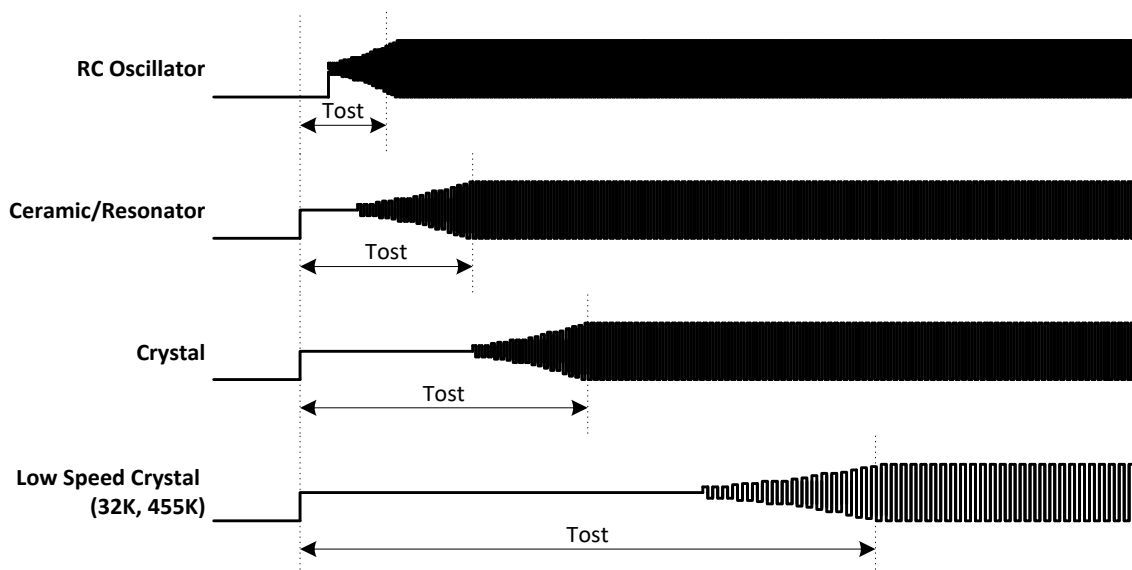 RC Oscillator
Tost
Ceramic/Resonator
Tost
Crystal
Tost
Low Speed Crystal
(32K, 455K)
Tost